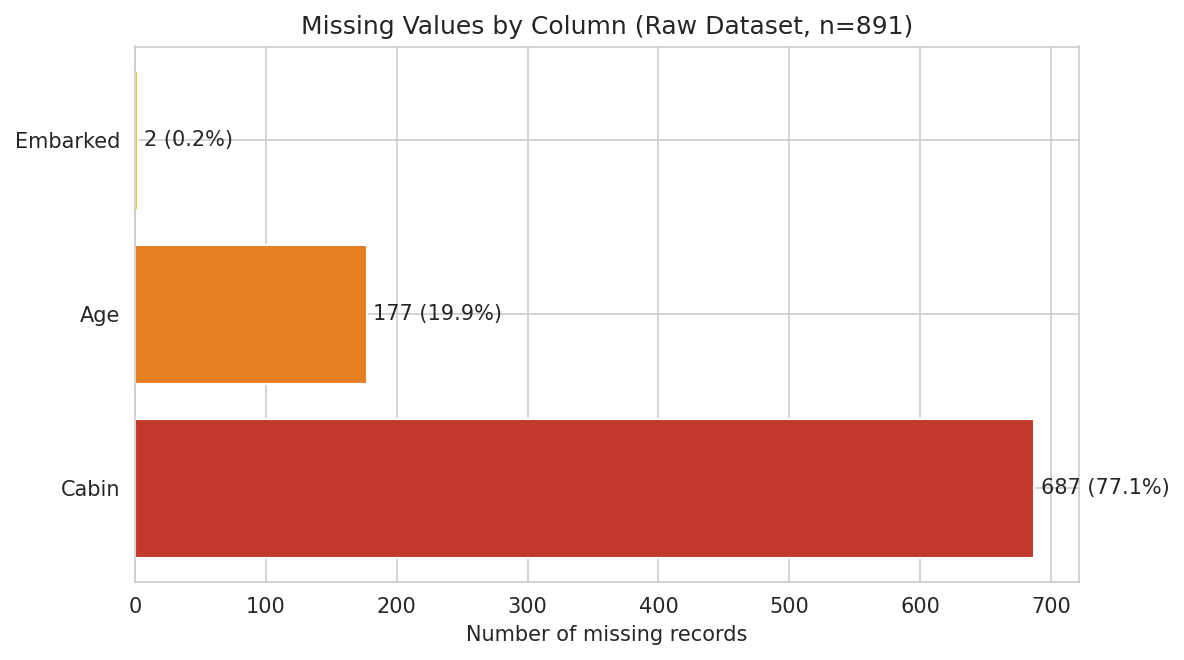 Missing Values by Column (Raw Dataset, n=891)
Embarked
2 (0.2%)
Age
177 (19.9%)
Cabin
687 (77.1%)
0 100 200 300 400 500 600 700
Number of missing records